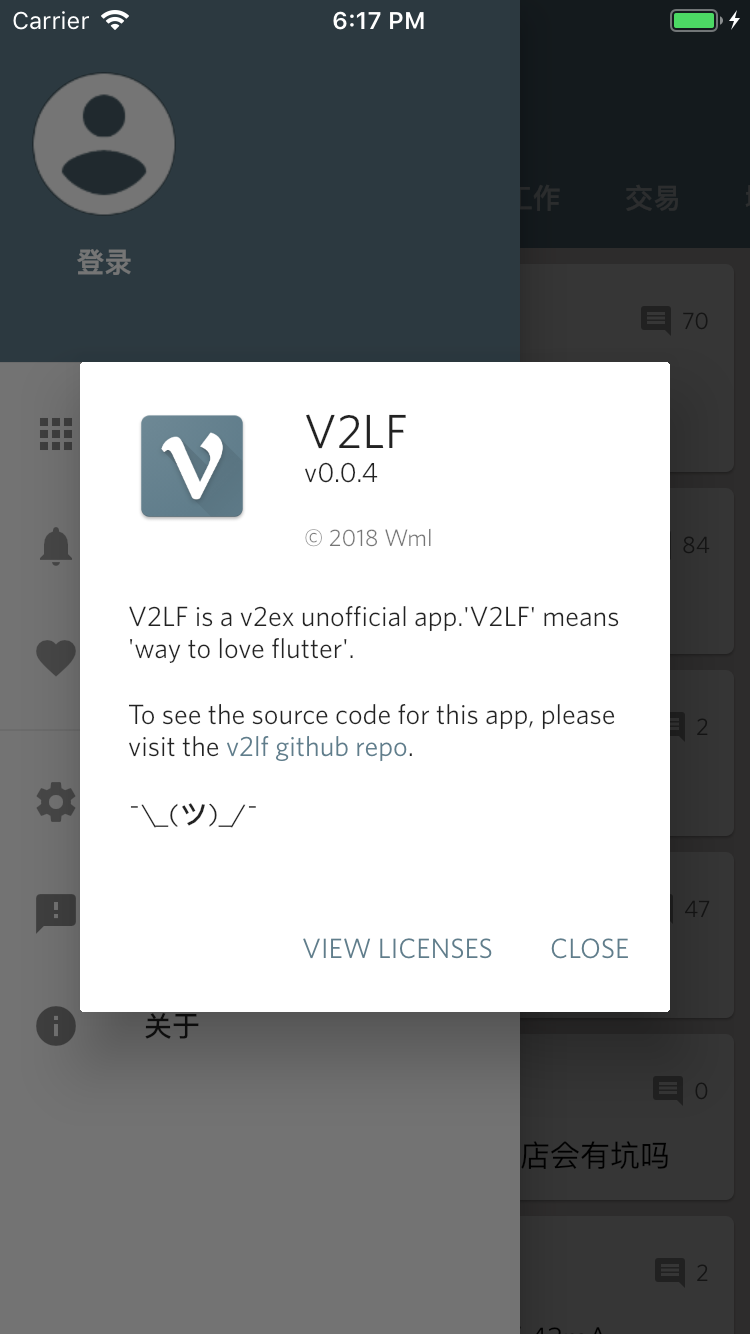 Carrier 6:17 PM
工作 交易
登录
70
V2LF
v0.0.4
84
© 2018 Wml
V2LF is a v2ex unofficial app.'V2LF' means
'way to love flutter'.
To see the source code for this app, please
2
visit the v2lf github repo.
¯\_(ツ)_/¯
47
VIEW LICENSES CLOSE
关于
0
店会有坑吗
2